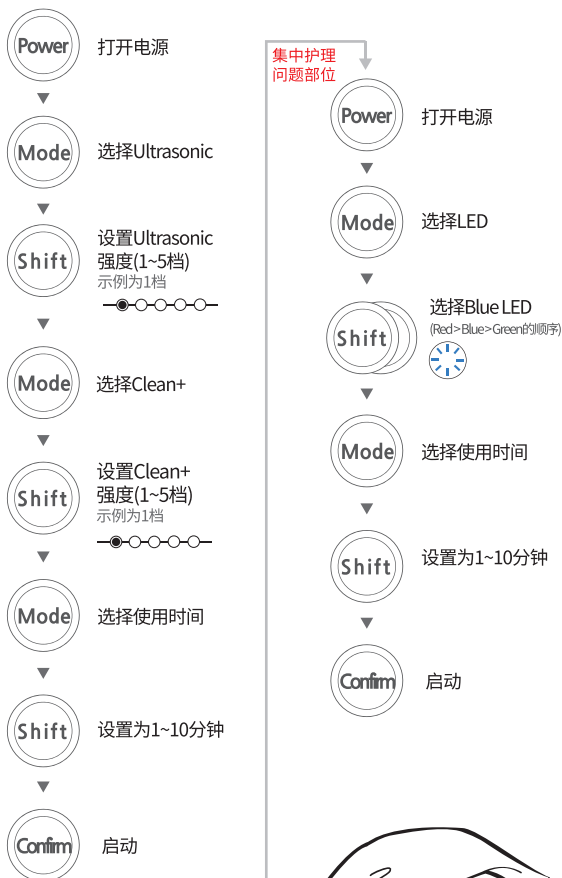 Power
打开电源
Mode
选择Ultrasonic
Shift
设置Ultrasonic
强度(1~5档)
示例为1档
Mode
选择Clean+
Shift
设置Clean+
强度(1~5档)
示例为1档
Mode
选择使用时间
Shift
设置为1~10分钟
Confirm
启动
集中护理
问题部位
Power
打开电源
Mode
选择LED
Shift
选择Blue LED
(Red>Blue>Green的顺序)
Mode
选择使用时间
Shift
设置为1~10分钟
Confirm
启动